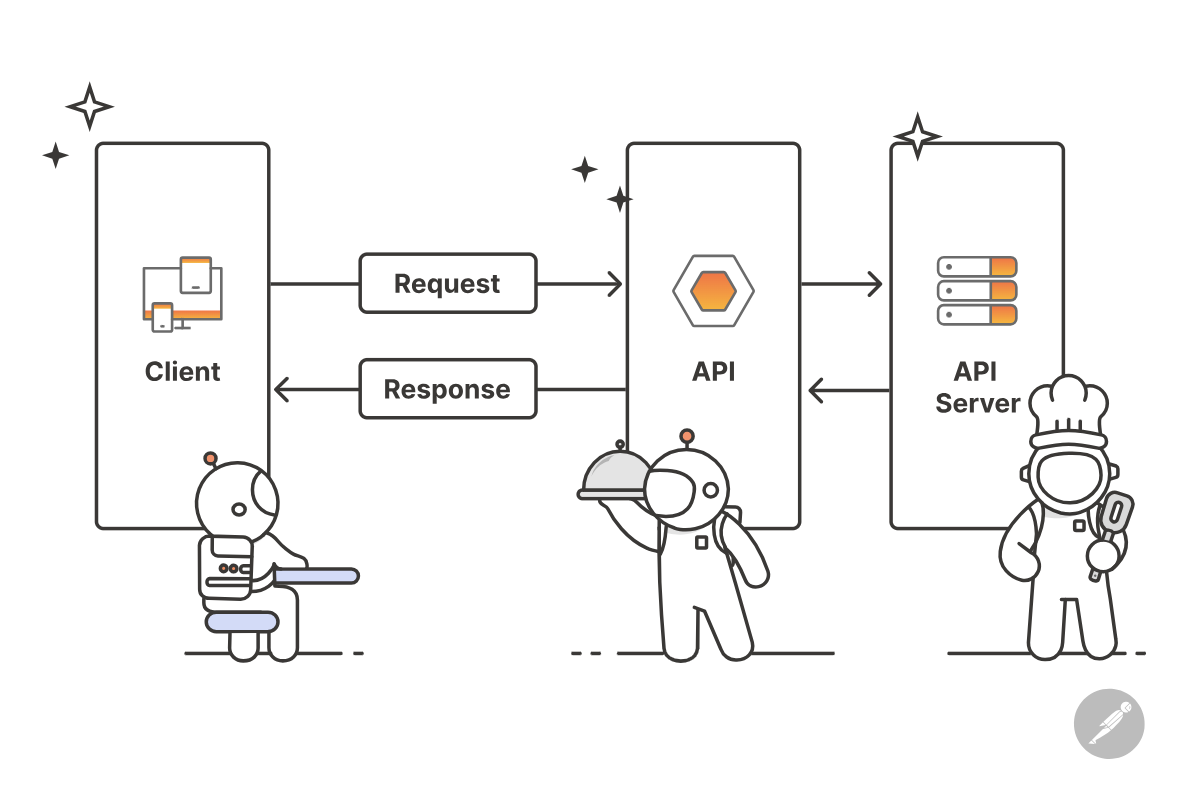 Request
Client
API
API
Server
Response